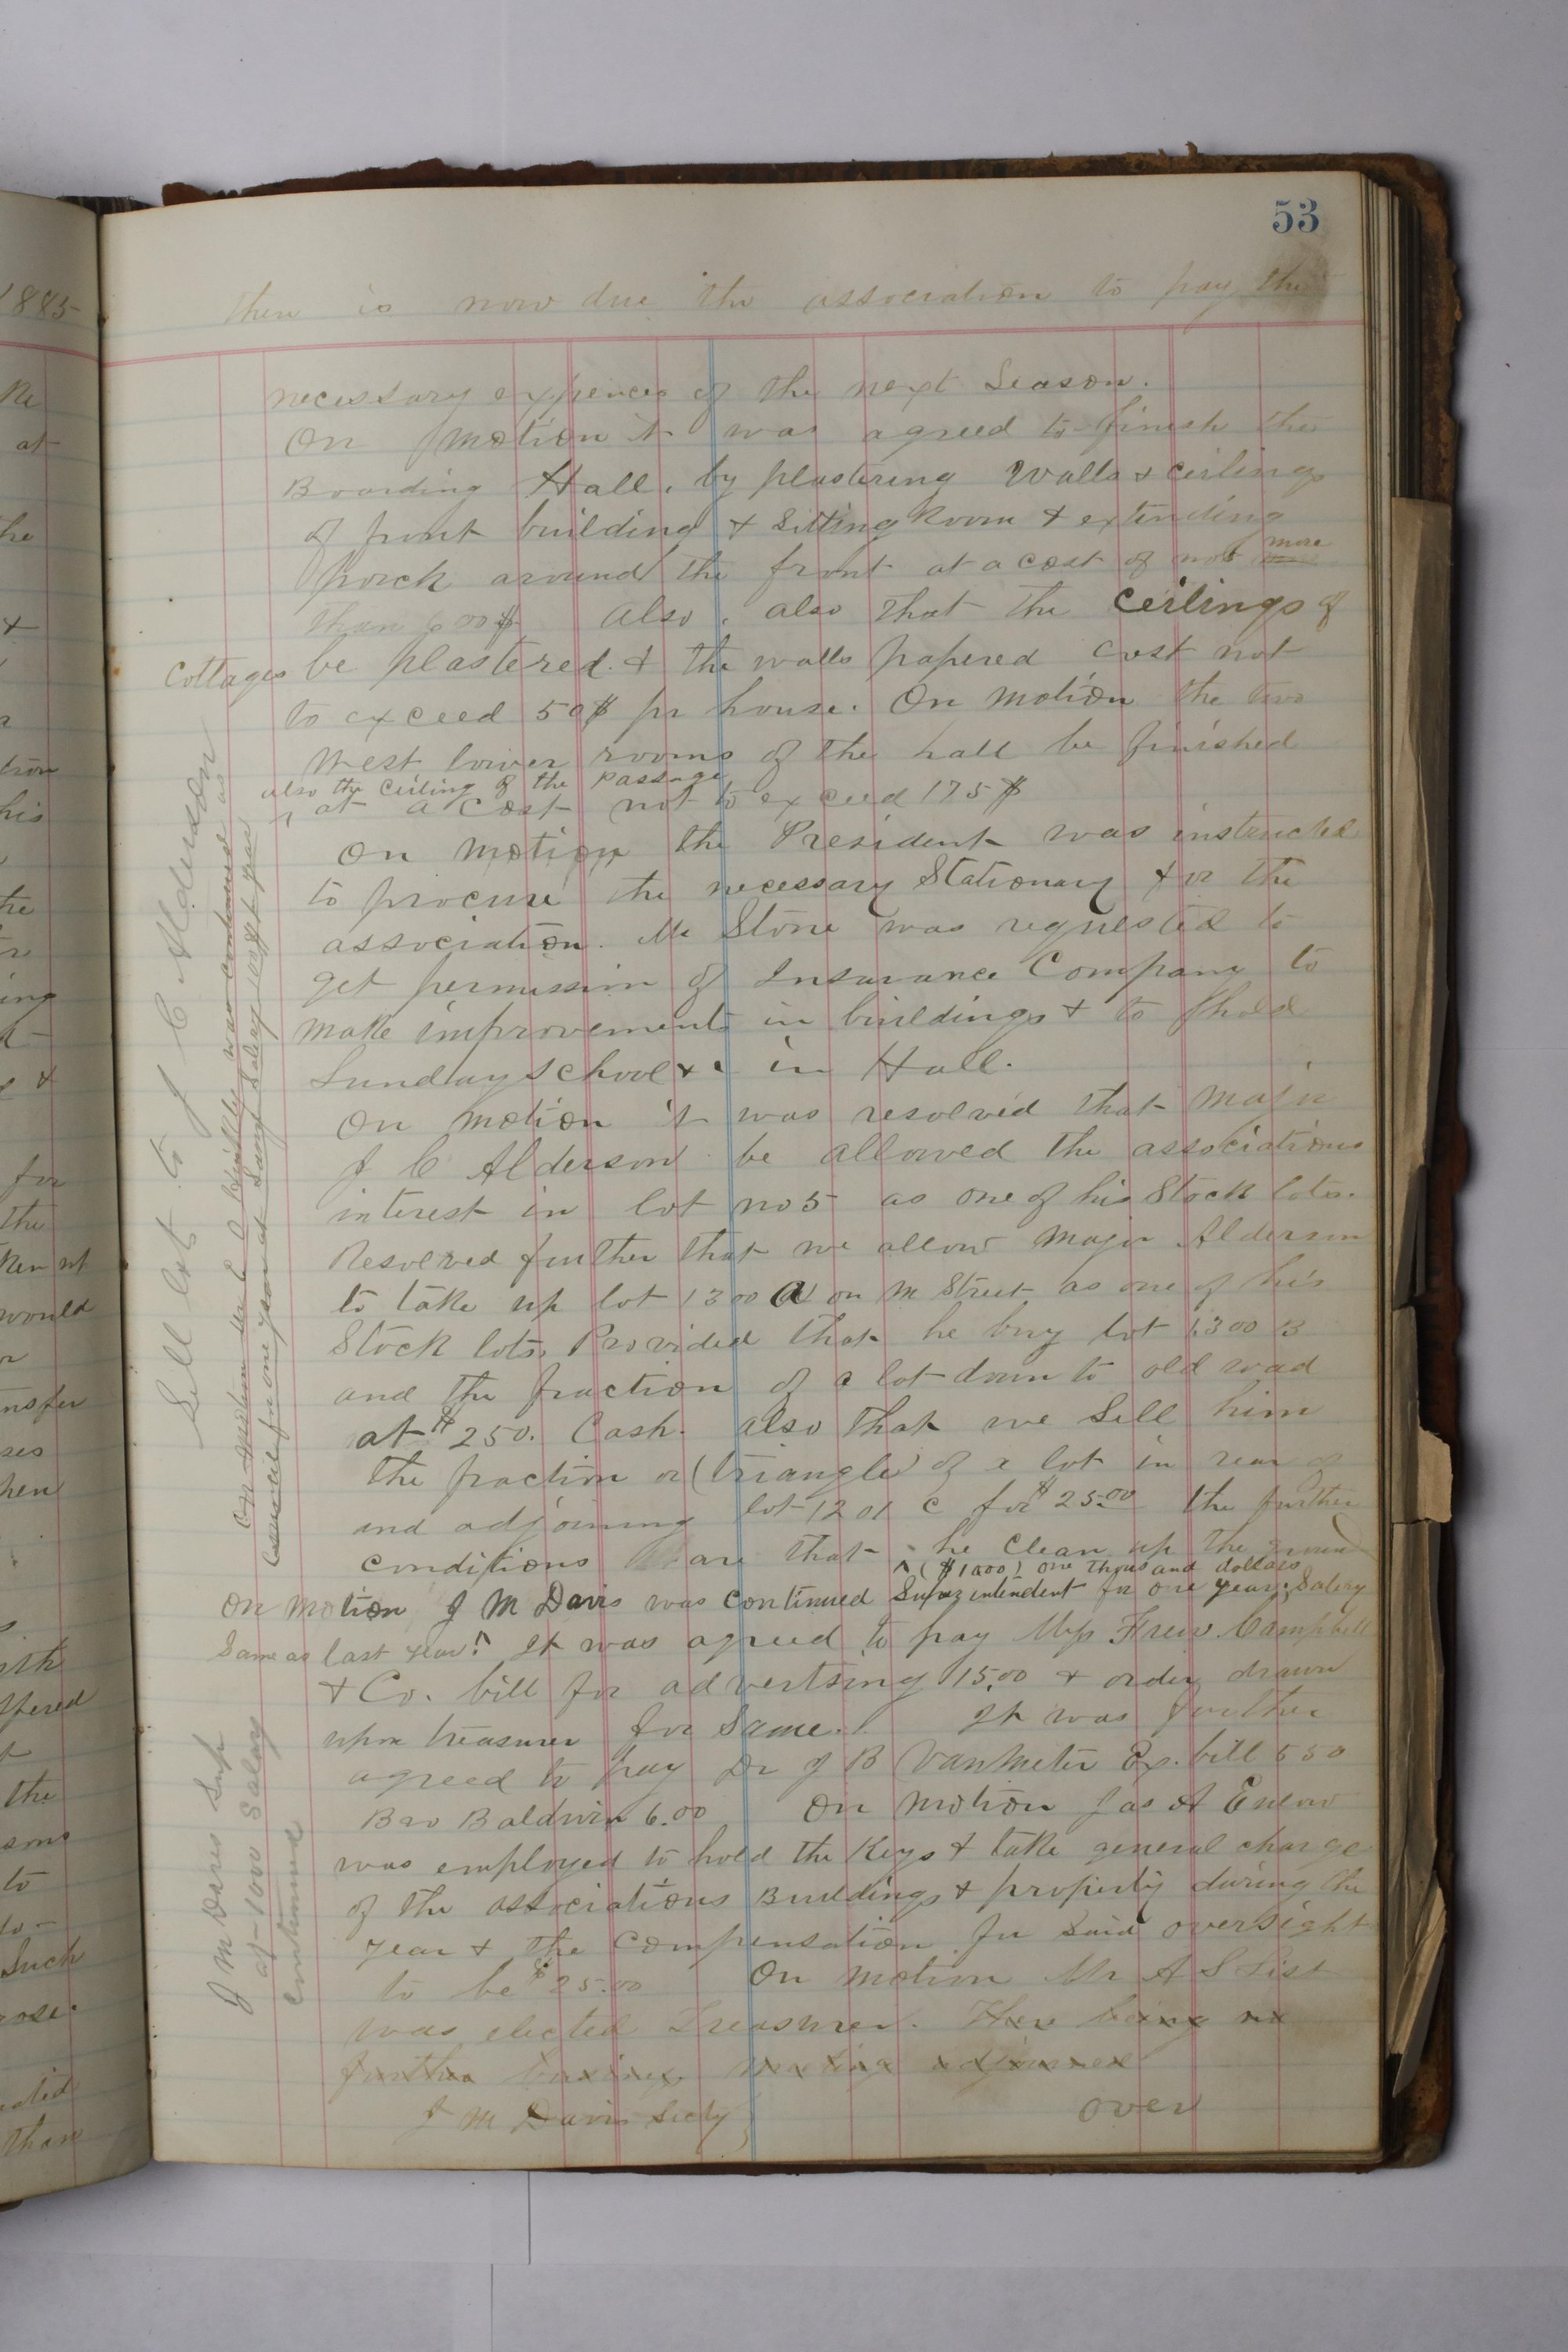 53
then is now due the association to pay the
necessary expences of the next Season.
On motion it was agreed to finish the
Boarding Hall, by plastering Walls & ceilings
of front building & Sitting Room & extending
porch around the front at a cost of not more
than 600$ also, also that the Ceilings of
Cottages be plastered & the walls papered cost not
to exceed 50$ pr house. On motion the two
West lower rooms of the hall be finished
also the ceiling of the passage
at a cost not to exceed 175$
On motion the President was instructed
to procure the necessary Stationary for the
association. Mr Stone was requested to
get permission of Insurance Company to
make improvements in buildings & to hold
Sunday School &c in Hall.
On motion it was resolved that Major
J C Alderson be allowed the associations
interest in lot no 5 as one of his Stock lots.
Resolved further that we allow Major Alderson
to take up lot 1300 a on M Street as one of his
Stock lots, Provided that he buy lot 1300 B
and the fraction of a lot down to old road
at $250. Cash. also that we Sell him
the fraction or (triangle) of a lot in rear of
and adjoining lot 1201 C for $25.00 the further
conditions are that he Clean up the ground
^ ($1000) one thousand dollars
On motion J M Davis was continued Superintendent for one year; Salery
Same as last year ^ It was agreed to pay Mess Frew Campbell
& Co. bill for advertsing 15.00 & order drawn
upon treasurer for Same. It was further
agreed to pay Dr J B VanMeter Ex. bill 550
Bro Baldwin 6.00 On motion Jas A Enlow
was employed to hold the Keys & take general charge
of the associations Buildings & property during the
year & the Compensation for said oversight
to be $25.00 On motion Mr A S List
was elected Treasurer. There being no
further business meeting adjourned
J M Davis Secty
over
Sell lot to J C Alderson
On motion Mr C was continued as
for one year at Same Salary as last year
J M Davis Sup
at 1000 Salary
continued
1885